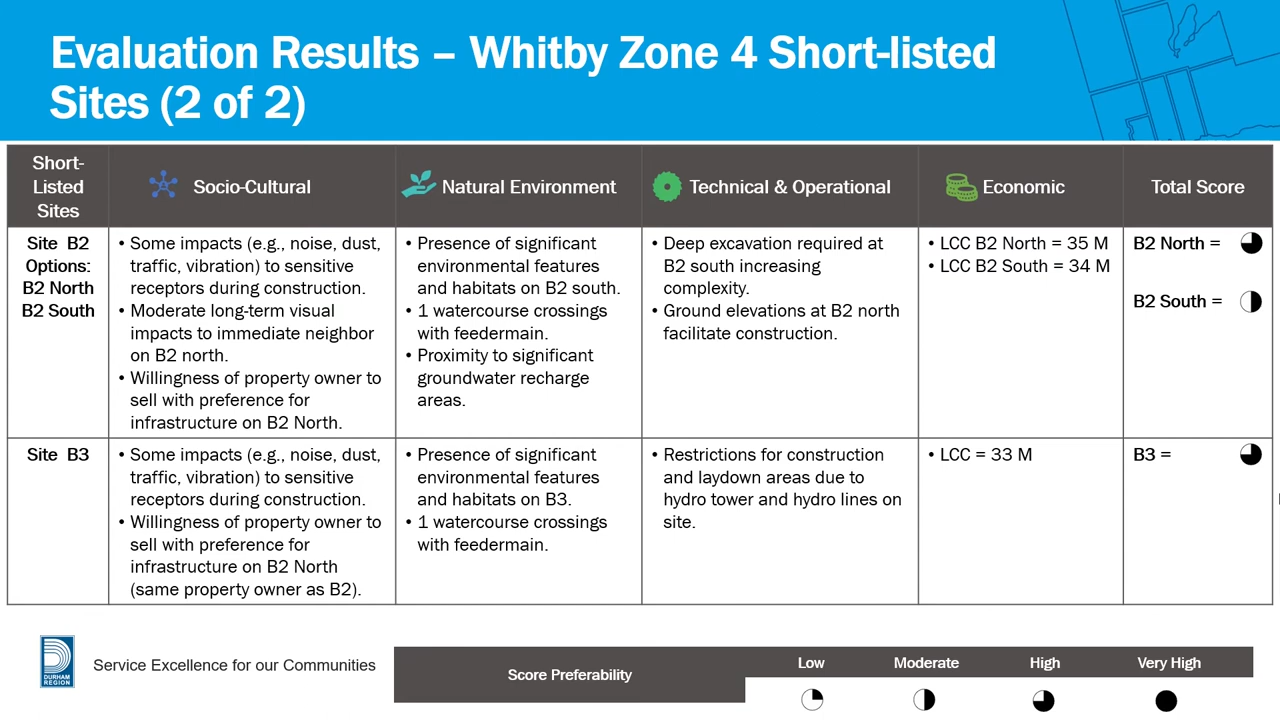 Evaluation Results – Whitby Zone 4 Short-listed
Sites (2 of 2)
Short-
Listed
Sites
Socio-Cultural
Natural Environment
Technical & Operational
Economic
Total Score
Site B2
Options:
B2 North
B2 South
• Some impacts (e.g., noise, dust,
traffic, vibration) to sensitive
receptors during construction.
• Moderate long-term visual
impacts to immediate neighbor
on B2 north.
• Willingness of property owner to
sell with preference for
infrastructure on B2 North.
• Presence of significant
environmental features
and habitats on B2 south.
• 1 watercourse crossings
with feedermain.
• Proximity to significant
groundwater recharge
areas.
• Deep excavation required at
B2 south increasing
complexity.
• Ground elevations at B2 north
facilitate construction.
• LCC B2 North = 35 M
• LCC B2 South = 34 M
B2 North =
B2 South =
Site B3
• Some impacts (e.g., noise, dust,
traffic, vibration) to sensitive
receptors during construction.
• Willingness of property owner to
sell with preference for
infrastructure on B2 North
(same property owner as B2).
• Presence of significant
environmental features
and habitats on B3.
• 1 watercourse crossings
with feedermain.
• Restrictions for construction
and laydown areas due to
hydro tower and hydro lines on
site.
• LCC = 33 M
B3 =
DURHAM
REGION
Service Excellence for our Communities
Score Preferability
Low
Moderate
High
Very High